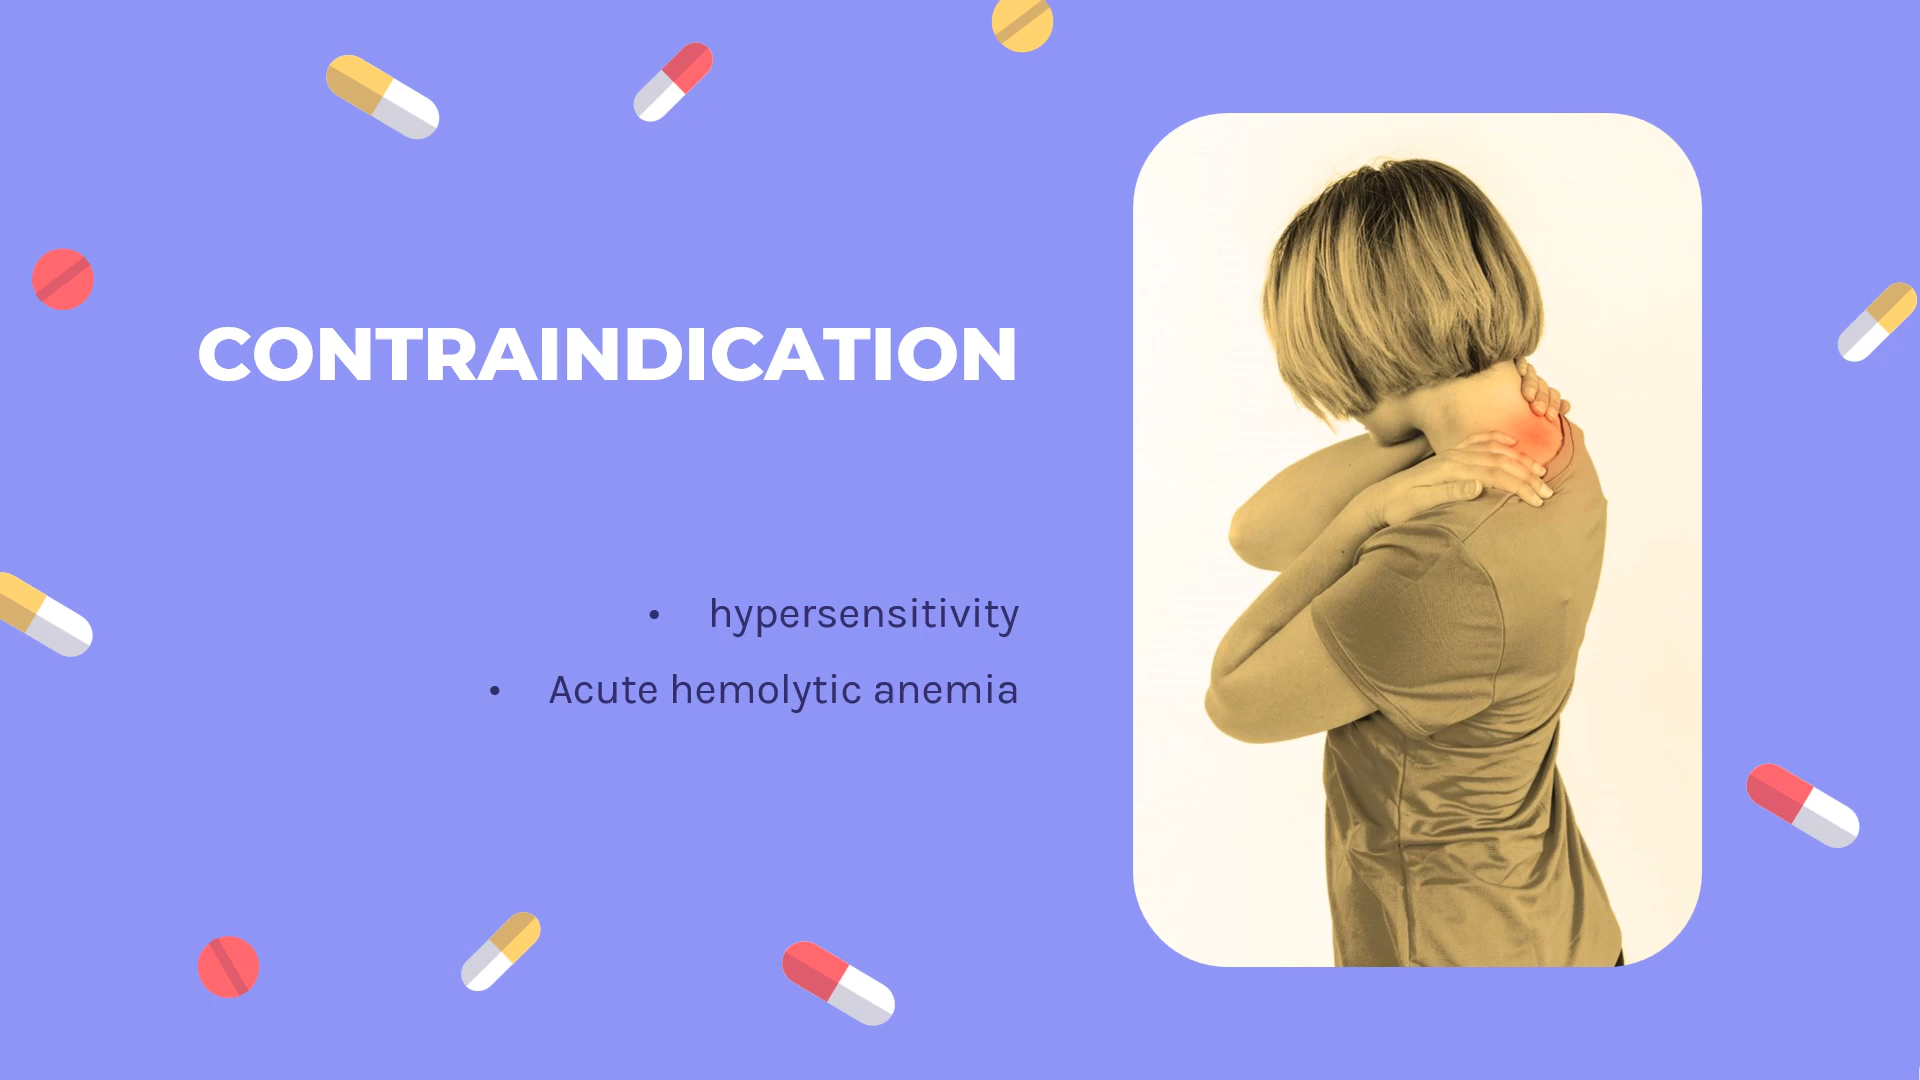 CONTRAINDICATION
• hypersensitivity
• Acute hemolytic anemia